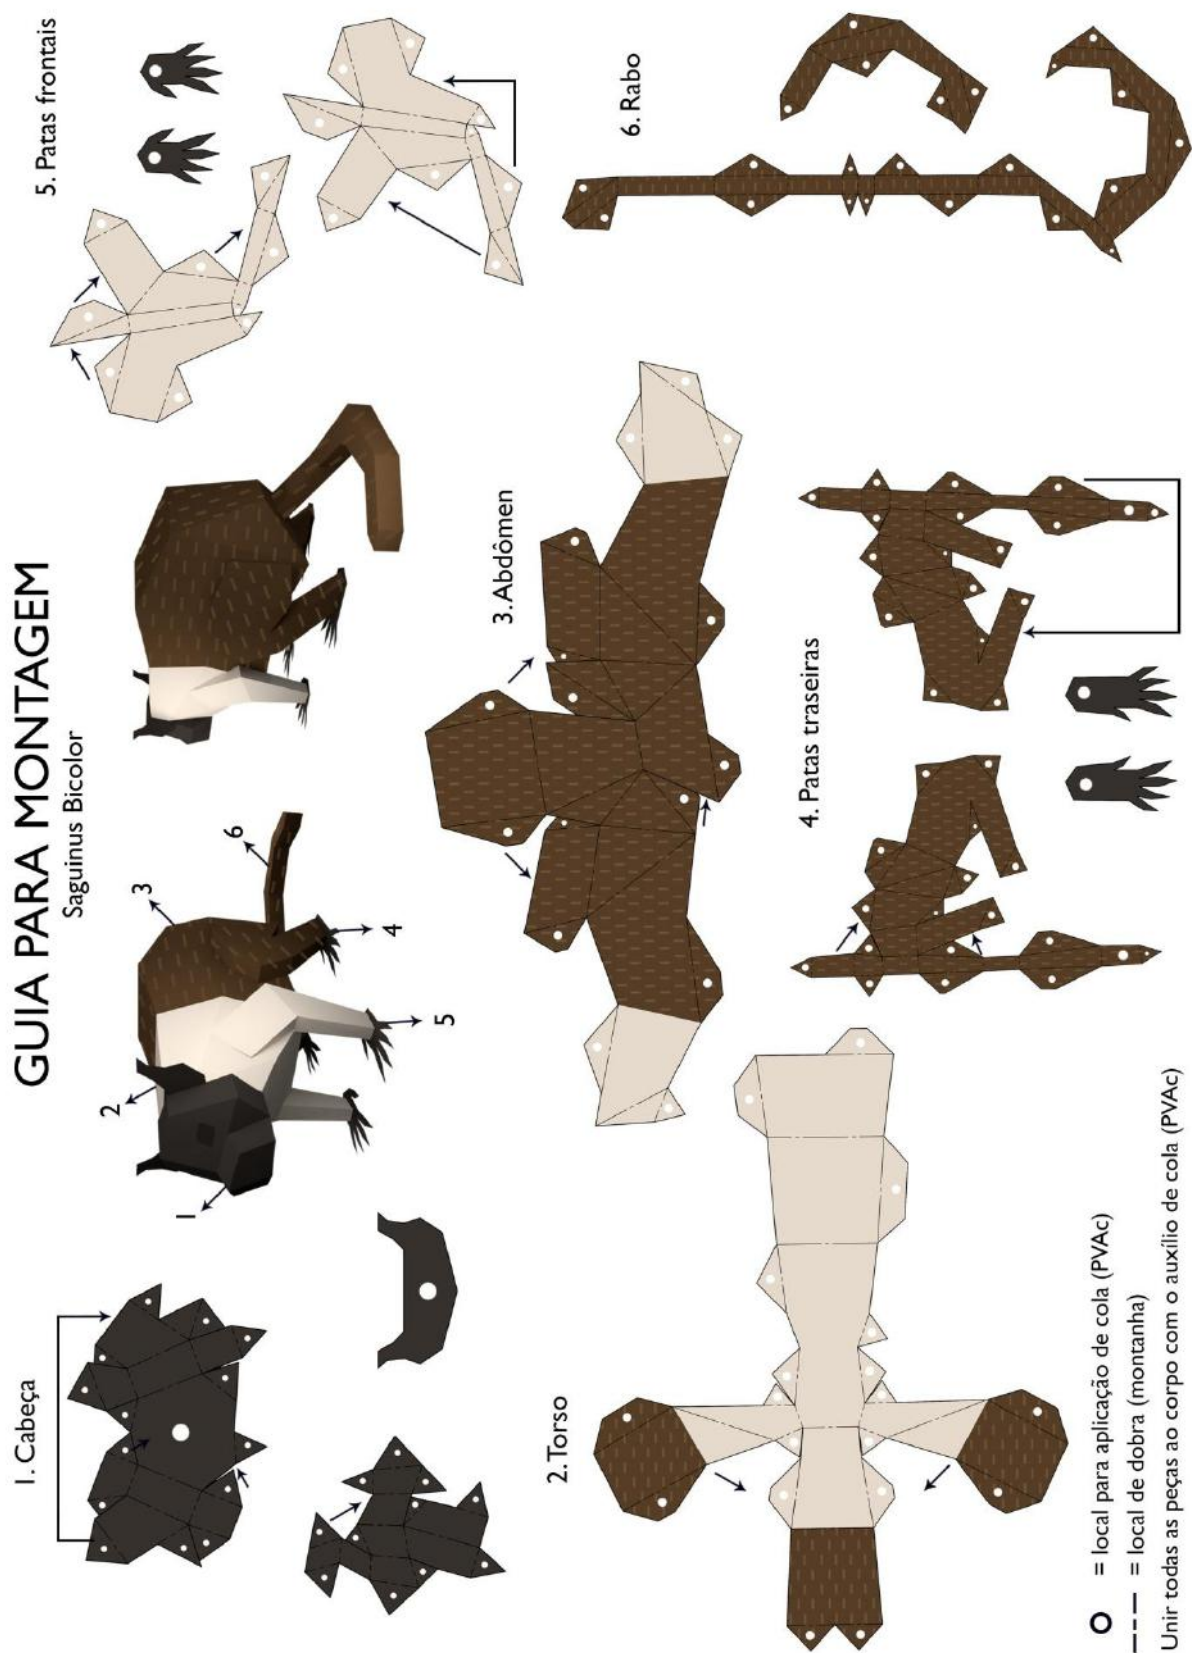 GUIA PARA MONTAGEM
Saguinus Bicolor
1. Cabeça
1
2
3
6
4
5
5. Patas frontais
2. Torso
3. Abdômen
4. Patas traseiras
6. Rabo
= local para aplicação de cola (PVAc)
= local de dobra (montanha)
Unir todas as peças ao corpo com o auxílio de cola (PVAc)